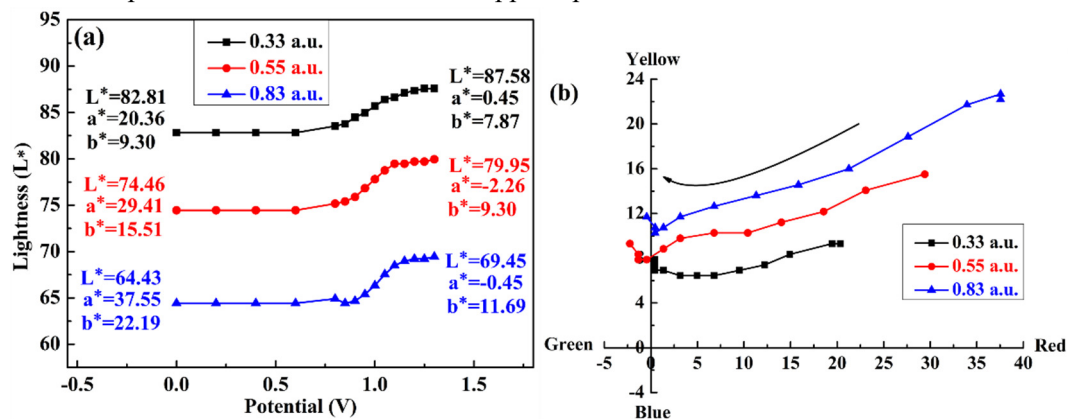 (a)
0.33 a.u.
0.55 a.u.
0.83 a.u.
L*=82.81
a*=20.36
b*=9.30
L*=87.58
a*=0.45
b*=7.87
L*=74.46
a*=29.41
b*=15.51
L*=79.95
a*=-2.26
b*=9.30
L*=64.43
a*=37.55
b*=22.19
L*=69.45
a*=-0.45
b*=11.69
Lightness (L*)
90
85
80
75
70
65
60
-0.5
0.0
0.5
1.0
1.5
Potential (V)
(b)
Yellow
24
20
16
12
8
4
0
-4
-8
Green
Red
Blue
-10
-5
0
5
10
15
20
25
30
35
40
0.33 a.u.
0.55 a.u.
0.83 a.u.